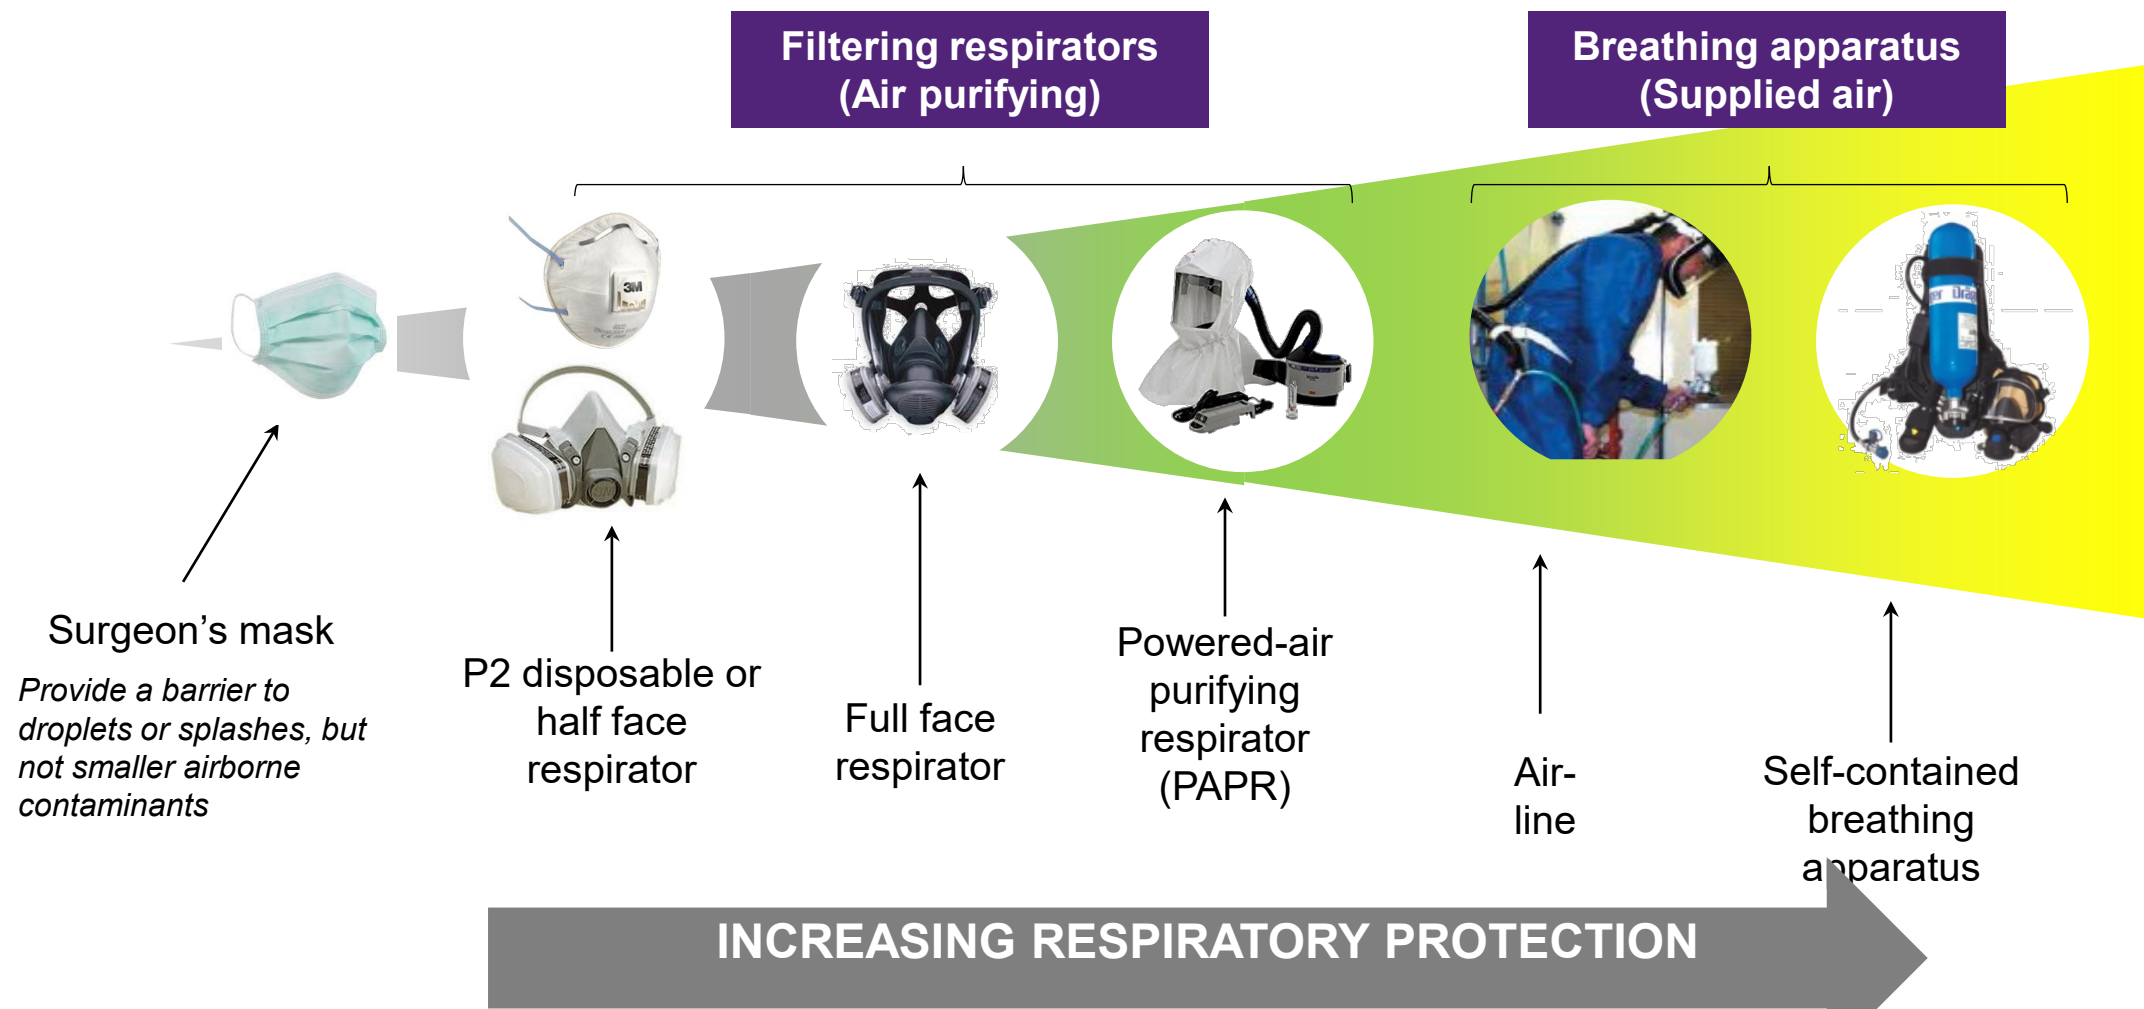 Filtering respirators
(Air purifying)
Breathing apparatus
(Supplied air)
3M
Surgeon’s mask
Provide a barrier to
droplets or splashes, but
not smaller airborne
contaminants
P2 disposable or
half face
respirator
Full face
respirator
Powered-air
purifying
respirator
(PAPR)
Air-
line
Self-contained
breathing
apparatus
INCREASING RESPIRATORY PROTECTION